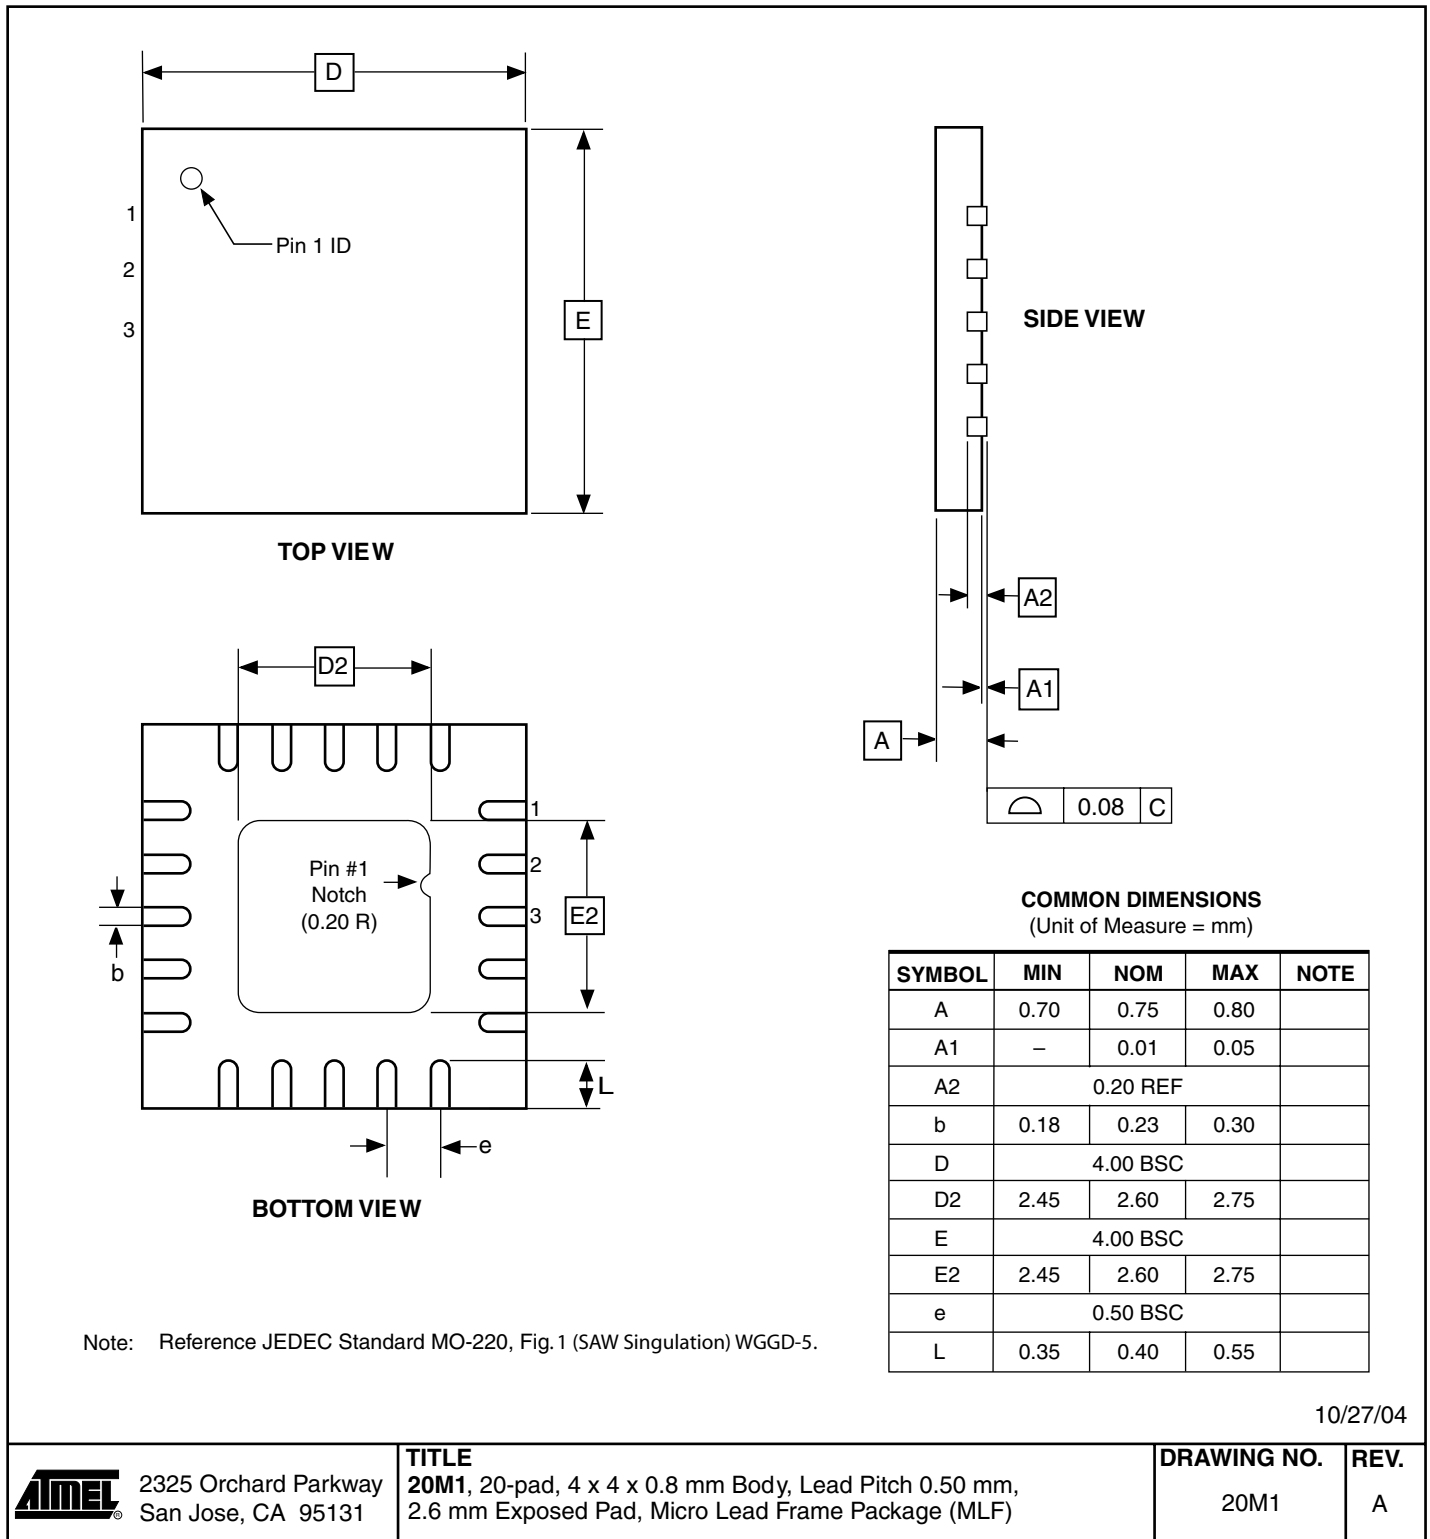 D
1
2
3
Pin 1 ID
E
TOP VIEW
SIDE VIEW
A2
A1
A
0.08 C
D2
1
2
3
Pin #1
Notch
(0.20 R)
E2
b
L
e
BOTTOM VIEW
COMMON DIMENSIONS
(Unit of Measure = mm)
SYMBOL MIN NOM MAX NOTE
A 0.70 0.75 0.80
A1 – 0.01 0.05
A2 0.20 REF
b 0.18 0.23 0.30
D 4.00 BSC
D2 2.45 2.60 2.75
E 4.00 BSC
E2 2.45 2.60 2.75
e 0.50 BSC
L 0.35 0.40 0.55
Note: Reference JEDEC Standard MO-220, Fig. 1 (SAW Singulation) WGGD-5.
10/27/04
ATMEL ®
2325 Orchard Parkway
San Jose, CA 95131
TITLE
20M1, 20-pad, 4 x 4 x 0.8 mm Body, Lead Pitch 0.50 mm,
2.6 mm Exposed Pad, Micro Lead Frame Package (MLF)
DRAWING NO.
20M1
REV.
A